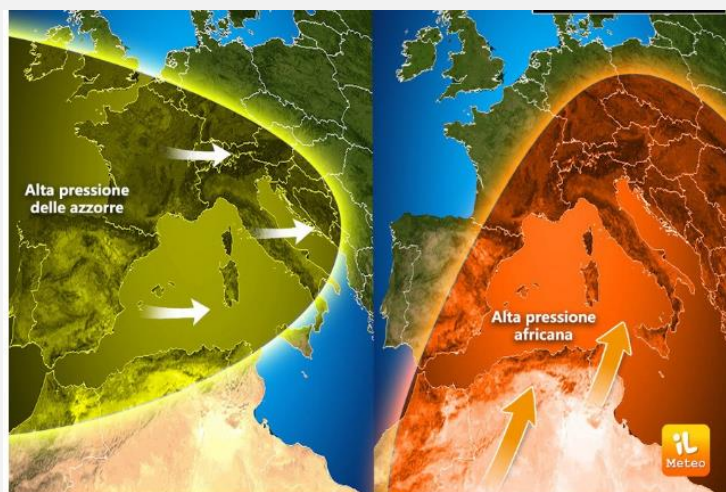 Alta pressione
delle azzorre
Alta pressione
africana
iL
Meteo